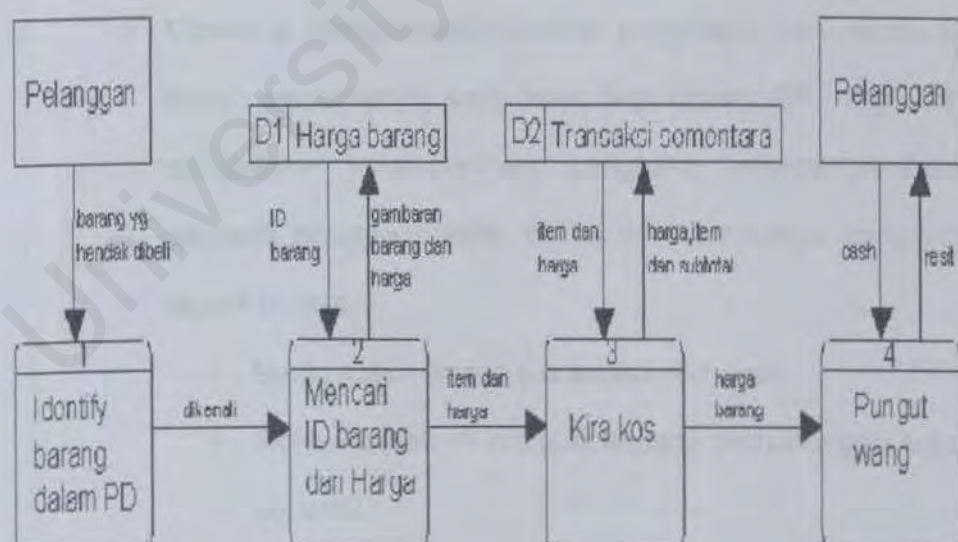 University
Pelanggan
D1 Harga barang
D2 Transaksi sementara
Pelanggan
barang yg
hendak dibeli
ID
barang
gambaran
barang dan
harga
item dan
harga
harga,item
dan subtotal
cash
resit
1
Identify
barang
dalam PD
dikenali
2
Mencari
ID barang
dan Harga
item dan
harga
3
Kira kos
harga
barang
4
Pungut
wang